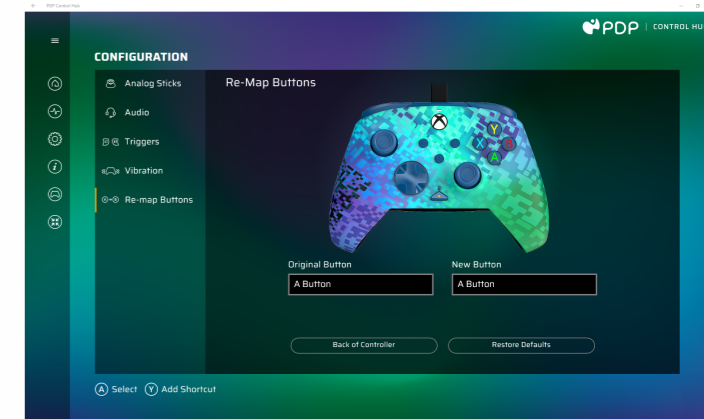 PDP Control Hub
PDP | CONTROL HU
CONFIGURATION
Analog Sticks
Audio
Triggers
Vibration
Re-map Buttons
Re-Map Buttons
Y
X B
A
Original Button
New Button
A Button
A Button
Back of Controller
Restore Defaults
A Select Y Add Shortcut